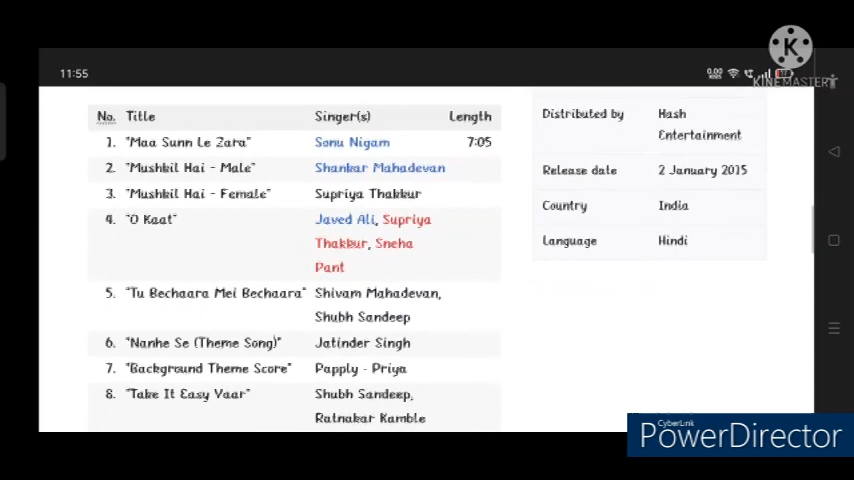 11:55
0.00 KB/S
K
KINEMASTER
No. Title Singer(s) Length
1. "Maa Sunn Le Zara" Sonu Nigam 7:05
2. "Mushkil Hai - Male" Shankar Mahadevan
3. "Mushkil Hai - Female" Supriya Thakkur
4. "O Kaat" Javed Ali, Supriya
Thakkur, Sneha
Pant
5. "Tu Bechaara Mei Bechaara" Shivam Mahadevan,
Shubh Sandeep
6. "Nanhe Se (Theme Song)" Jatinder Singh
7. "Background Theme Score" Papply - Priya
8. "Take It Easy Yaar" Shubh Sandeep,
Ratnakar Kamble
Distributed by Hash
Entertainment
Release date 2 January 2015
Country India
Language Hindi
CyberLink
PowerDirector